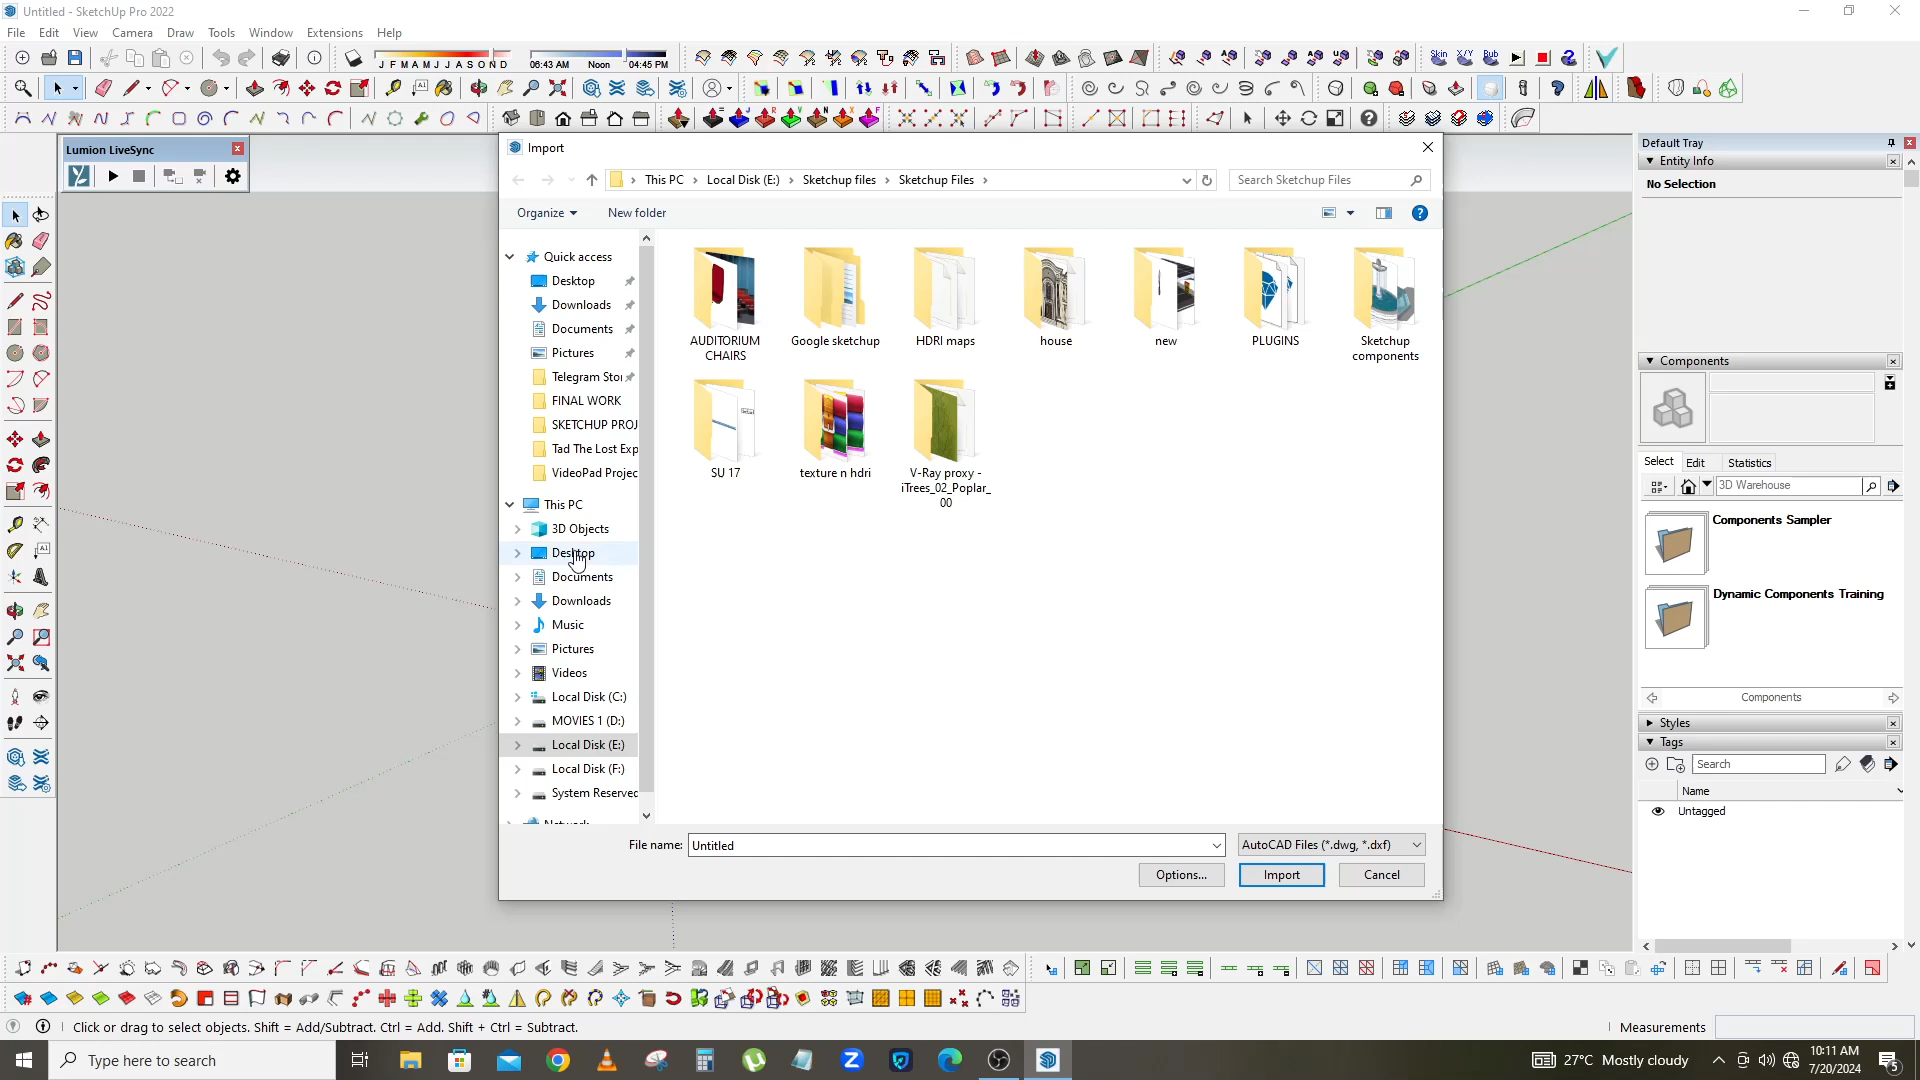 Untitled - SketchUp Pro 2022
File Edit View Camera Draw Tools Window Extensions Help
J F M A M J J A S O N D
06:43 AM Noon 04:45 PM
Skin X/Y Bub
Lumion LiveSync
Import
This PC > Local Disk (E:) > Sketchup files > Sketchup Files >
Search Sketchup Files
Organize
New folder
Quick access
Desktop
Downloads
Documents
Pictures
Telegram Sto
FINAL WORK
SKETCHUP PROJ
Tad The Lost Exp
VideoPad Projec
This PC
3D Objects
Desktop
Documents
Downloads
Music
Pictures
Videos
Local Disk (C:)
MOVIES 1 (D:)
Local Disk (E:)
Local Disk (F:)
System Reserved
AUDITORIUM
CHAIRS
Google sketchup
HDRI maps
house
new
PLUGINS
Sketchup
components
SU 17
texture n hdri
V-Ray proxy -
iTrees_02_Poplar_
00
File name: Untitled
AutoCAD Files (*.dwg, *.dxf)
Options... Import Cancel
Default Tray
Entity Info
No Selection
Components
Select Edit Statistics
3D Warehouse
Components Sampler
Dynamic Components Training
Components
Styles
Tags
Search
Name
Untagged
Click or drag to select objects. Shift = Add/Subtract. Ctrl = Add. Shift + Ctrl = Subtract.
Measurements
Type here to search
27°C Mostly cloudy
10:11 AM
7/20/2024
5